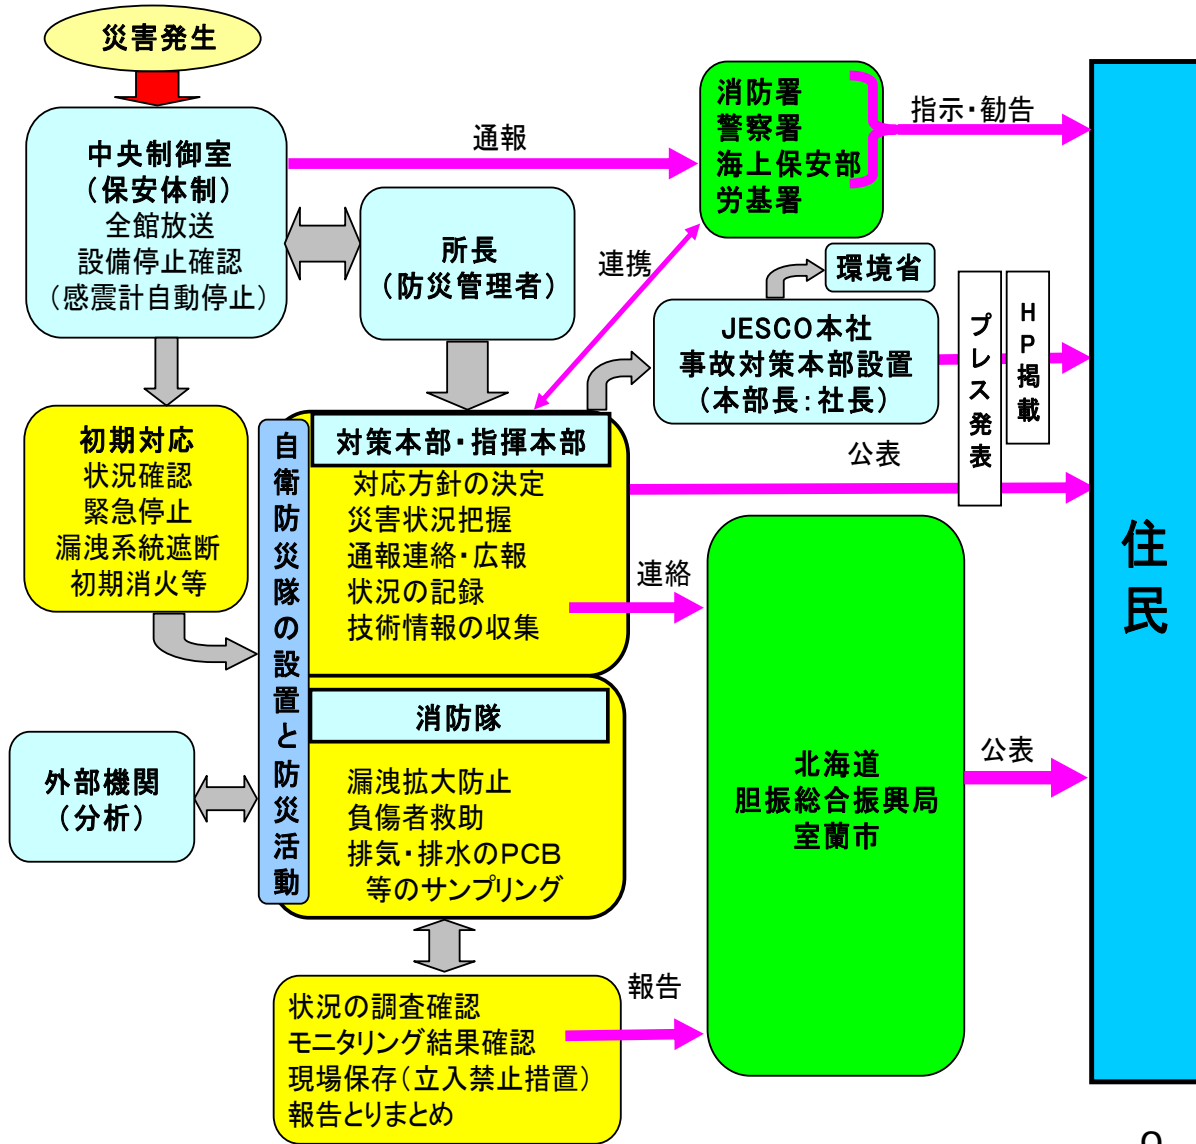 災害発生
中央制御室
(保安体制)
全館放送
設備停止確認
(感震計自動停止)
通報
消防署
警察署
海上保安部
労基署
指示・勧告
所長
(防災管理者)
連携
環境省
JESCO本社
事故対策本部設置
(本部長:社長)
プレス発表
HP掲載
公表
初期対応
状況確認
緊急停止
漏洩系統遮断
初期消火等
自衛防災隊の設置と防災活動
対策本部・指揮本部
対応方針の決定
災害状況把握
通報連絡・広報
状況の記録
技術情報の収集
連絡
消防隊
漏洩拡大防止
負傷者救助
排気・排水のPCB
等のサンプリング
外部機関
(分析)
北海道
胆振総合振興局
室蘭市
公表
住民
状況の調査確認
モニタリング結果確認
現場保存(立入禁止措置)
報告とりまとめ
報告